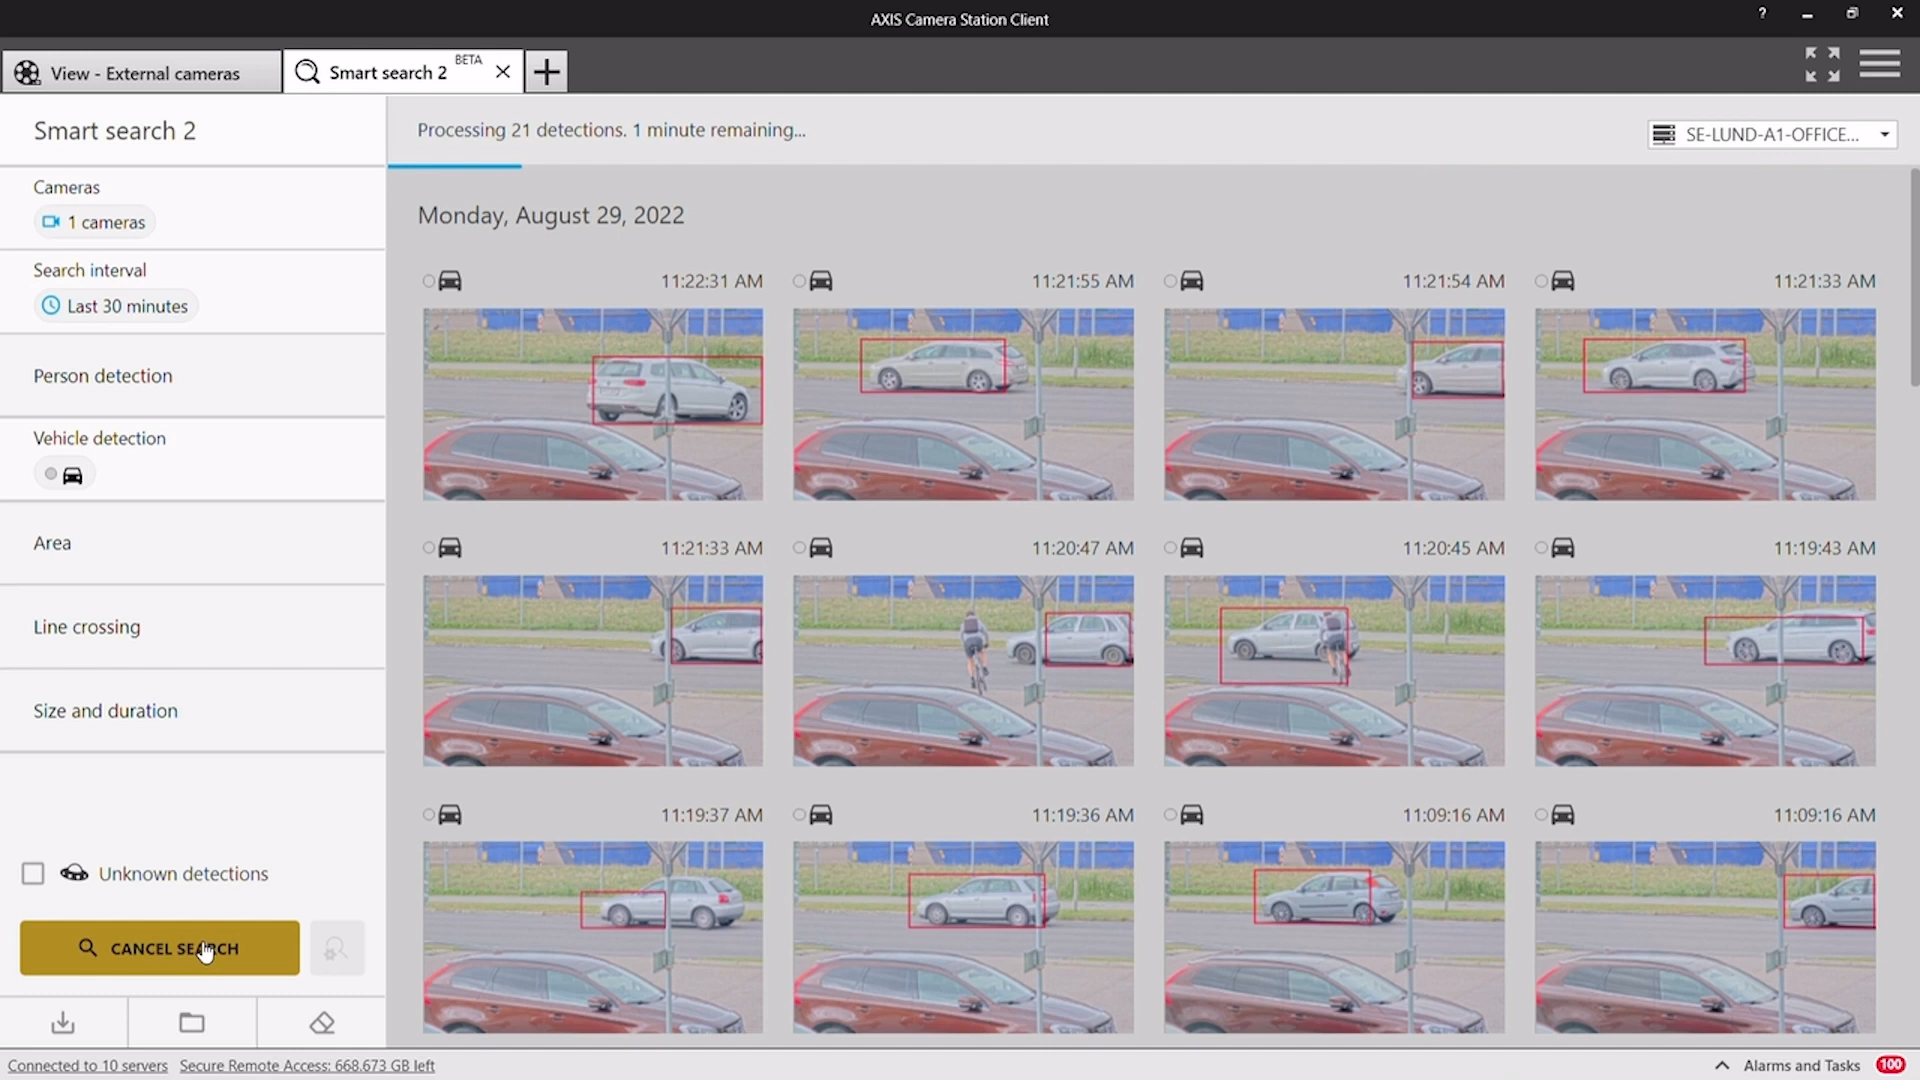 AXIS Camera Station Client
?
View - External cameras
Smart search 2 BETA
Smart search 2
Processing 21 detections. 1 minute remaining...
SE-LUND-A1-OFFICE...
Cameras
1 cameras
Search interval
Last 30 minutes
Person detection
Vehicle detection
Area
Line crossing
Size and duration
Unknown detections
CANCEL SEARCH
Monday, August 29, 2022
11:22:31 AM
11:21:55 AM
11:21:54 AM
11:21:33 AM
11:21:33 AM
11:20:47 AM
11:20:45 AM
11:19:43 AM
11:19:37 AM
11:19:36 AM
11:09:16 AM
11:09:16 AM
Connected to 10 servers
Secure Remote Access: 668.673 GB left
Alarms and Tasks
100